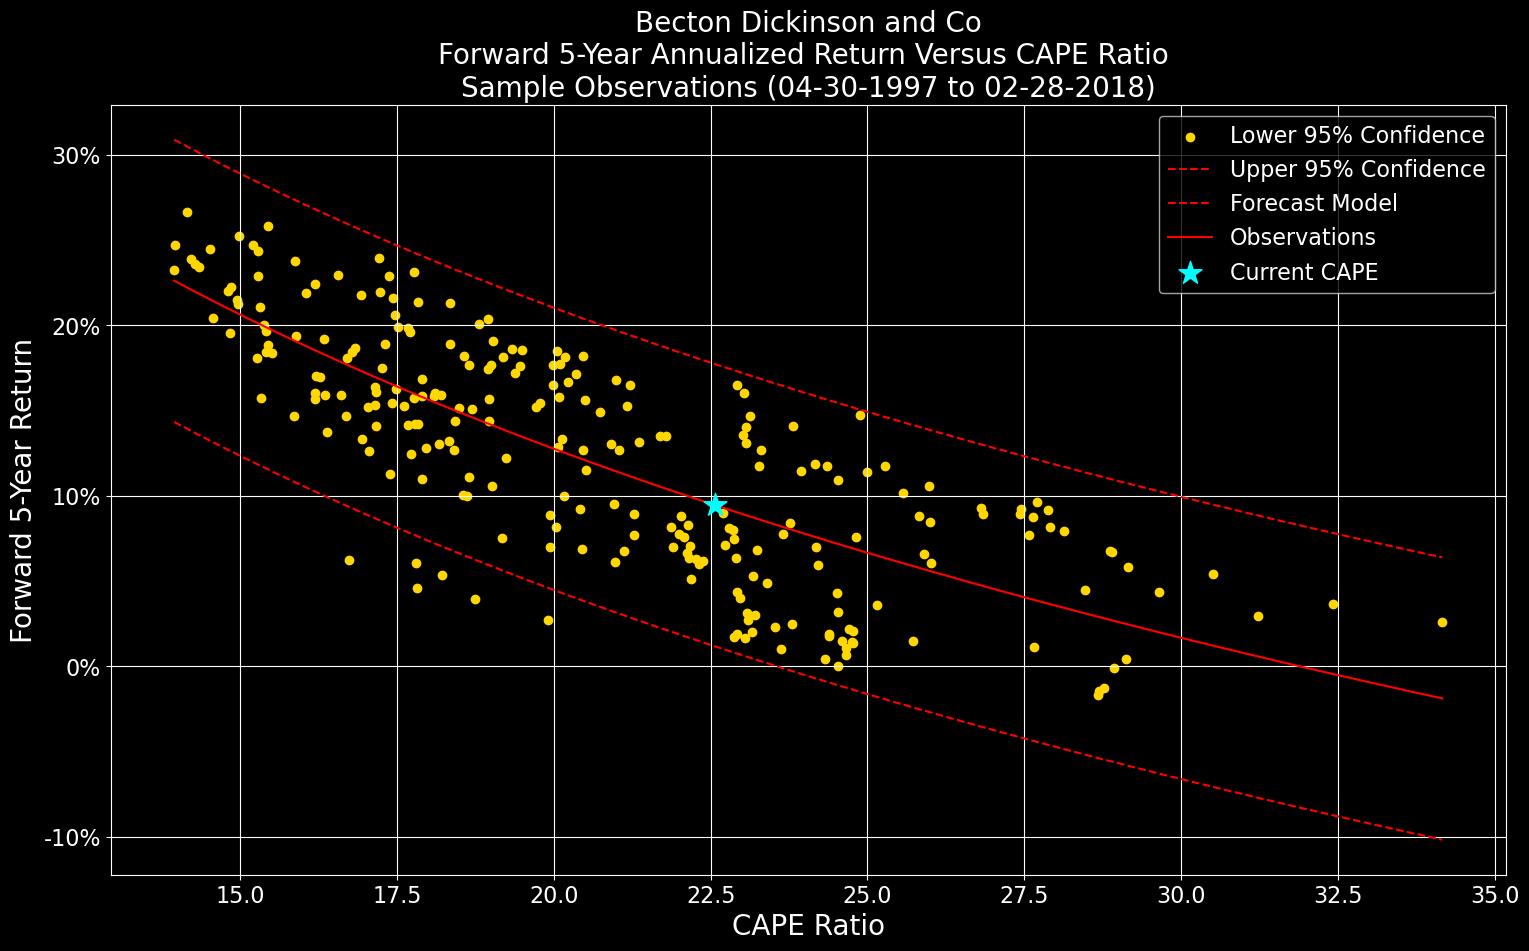 Becton Dickinson and Co
Forward 5-Year Annualized Return Versus CAPE Ratio
Sample Observations (04-30-1997 to 02-28-2018)
Lower 95% Confidence
Upper 95% Confidence
Forecast Model
Observations
Current CAPE
Forward 5-Year Return
30%
20%
10%
0%
-10%
15.0 17.5 20.0 22.5 25.0 27.5 30.0 32.5 35.0
CAPE Ratio